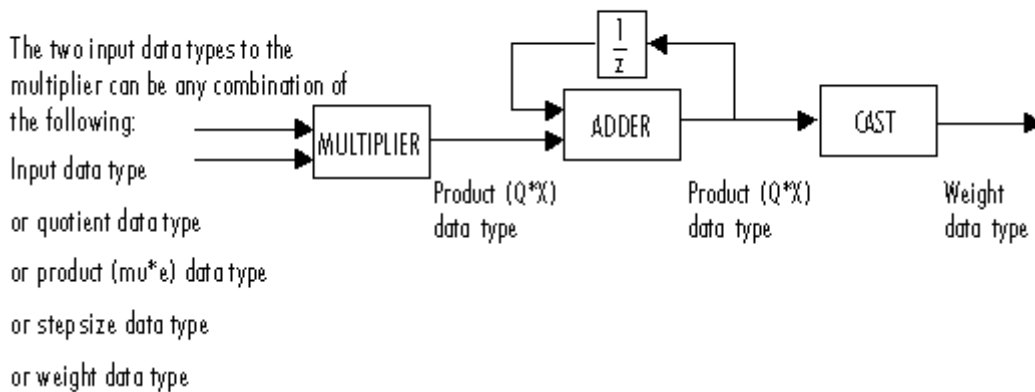 The two input data types to the
multiplier can be any combination of
the following:
Input data type
or quotient data type
or product (mu*e) data type
or step size data type
or weight data type
MULTIPLIER
Product (Q*X)
data type
1
z
ADDER
Product (Q*X)
data type
CAST
Weight
data type